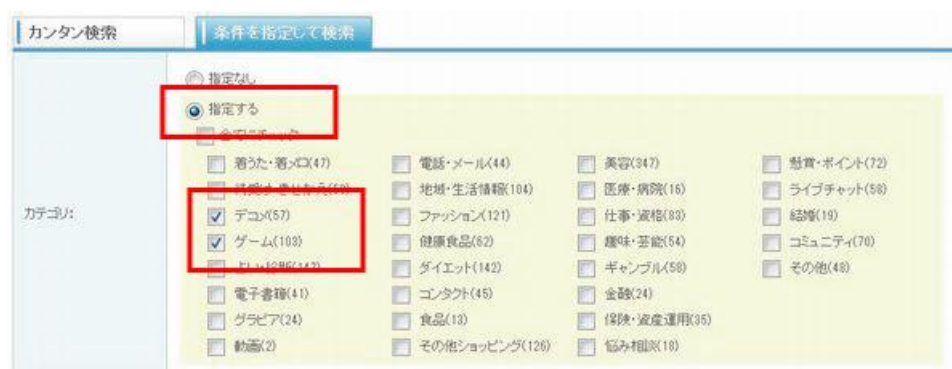 カンタン検索 条件を指定して検索
指定なし
指定する
全てにチェック
着うた・着メロ(47) 電話・メール(44) 美容(347) 懸賞・ポイント(72)
地域・生活情報(104) 医療・病院(16) ライブチャット(58)
カテゴリ: デコメ(57) ファッション(121) 仕事・資格(83) 結婚(19)
ゲーム(103) 健康食品(62) 趣味・芸能(54) コミュニティ(70)
ダイエット(142) ギャンブル(58) その他(48)
電子書籍(41) コンタクト(45) 金融(24)
グラビア(24) 食品(13) 保険・資産運用(35)
動画(2) その他ショッピング(126) 悩み相談(18)